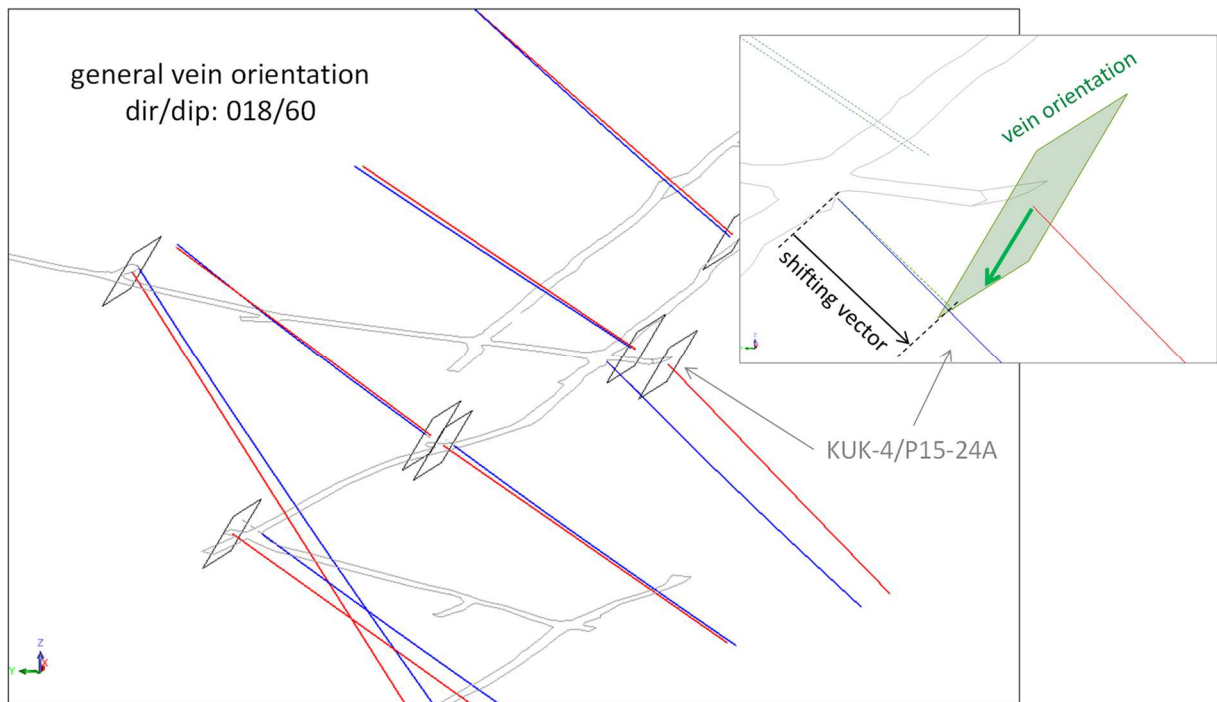 general vein orientation
dir/dip: 018/60
vein orientation
shifting vector
KUK-4/P15-24A
Z
Y
X
Z